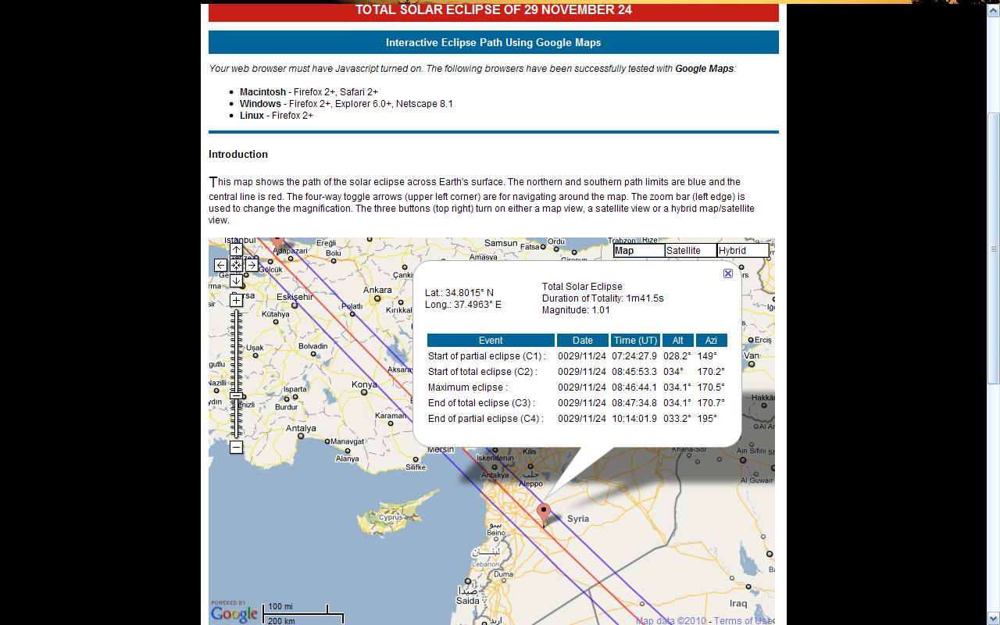 TOTAL SOLAR ECLIPSE OF 29 NOVEMBER 24
Interactive Eclipse Path Using Google Maps
Your web browser must have Javascript turned on. The following browsers have been successfully tested with Google Maps:
• Macintosh - Firefox 2+, Safari 2+
• Windows - Firefox 2+, Explorer 6.0+, Netscape 8.1
• Linux - Firefox 2+
Introduction
This map shows the path of the solar eclipse across Earth's surface. The northern and southern path limits are blue and the
central line is red. The four-way toggle arrows (upper left corner) are for navigating around the map. The zoom bar (left edge) is
used to change the magnification. The three buttons (top right) turn on either a map view, a satellite view or a hybrid map/satellite
view.
Istanbul
Ereğli
Samsun
Fatsa
Ordu
Trabzon
Rize
Map
Satellite
Hybrid
Adapazari
Bolu
Amasya
Giresun
Gölcük
Çankı
Ankara
Eskişehir
Polatlı
Kırıkkal
Kütahya
Uşak
Bolvadin
Aksaray
Isparta
Burdur
Konya
Karaman
Antalya
Manavgat
Alanya
Mersin
Silifke
Lat.: 34.8015° N
Long.: 37.4963° E
Total Solar Eclipse
Duration of Totality: 1m41.5s
Magnitude: 1.01
Event Date Time (UT) Alt Azi
Start of partial eclipse (C1) : 0029/11/24 07:24:27.9 028.2° 149°
Start of total eclipse (C2) : 0029/11/24 08:45:53.3 034° 170.2°
Maximum eclipse : 0029/11/24 08:46:44.1 034.1° 170.5°
End of total eclipse (C3) : 0029/11/24 08:47:34.8 034.1° 170.7°
End of partial eclipse (C4) : 0029/11/24 10:14:01.9 033.2° 195°
Erciş
Van
Hakkâ
Iskenderun
Kilis
Antakya
حلب
Aleppo
Khana-Sor
Ain Sifni
Al Guwair
Cyprus
Syria
بينو
Beino
لبنان
Lebanon
Duma
صيدا
Saida
اربد
Iraq
POWERED BY
Google
100 mi
200 km
Map data ©2010 - Terms of Use